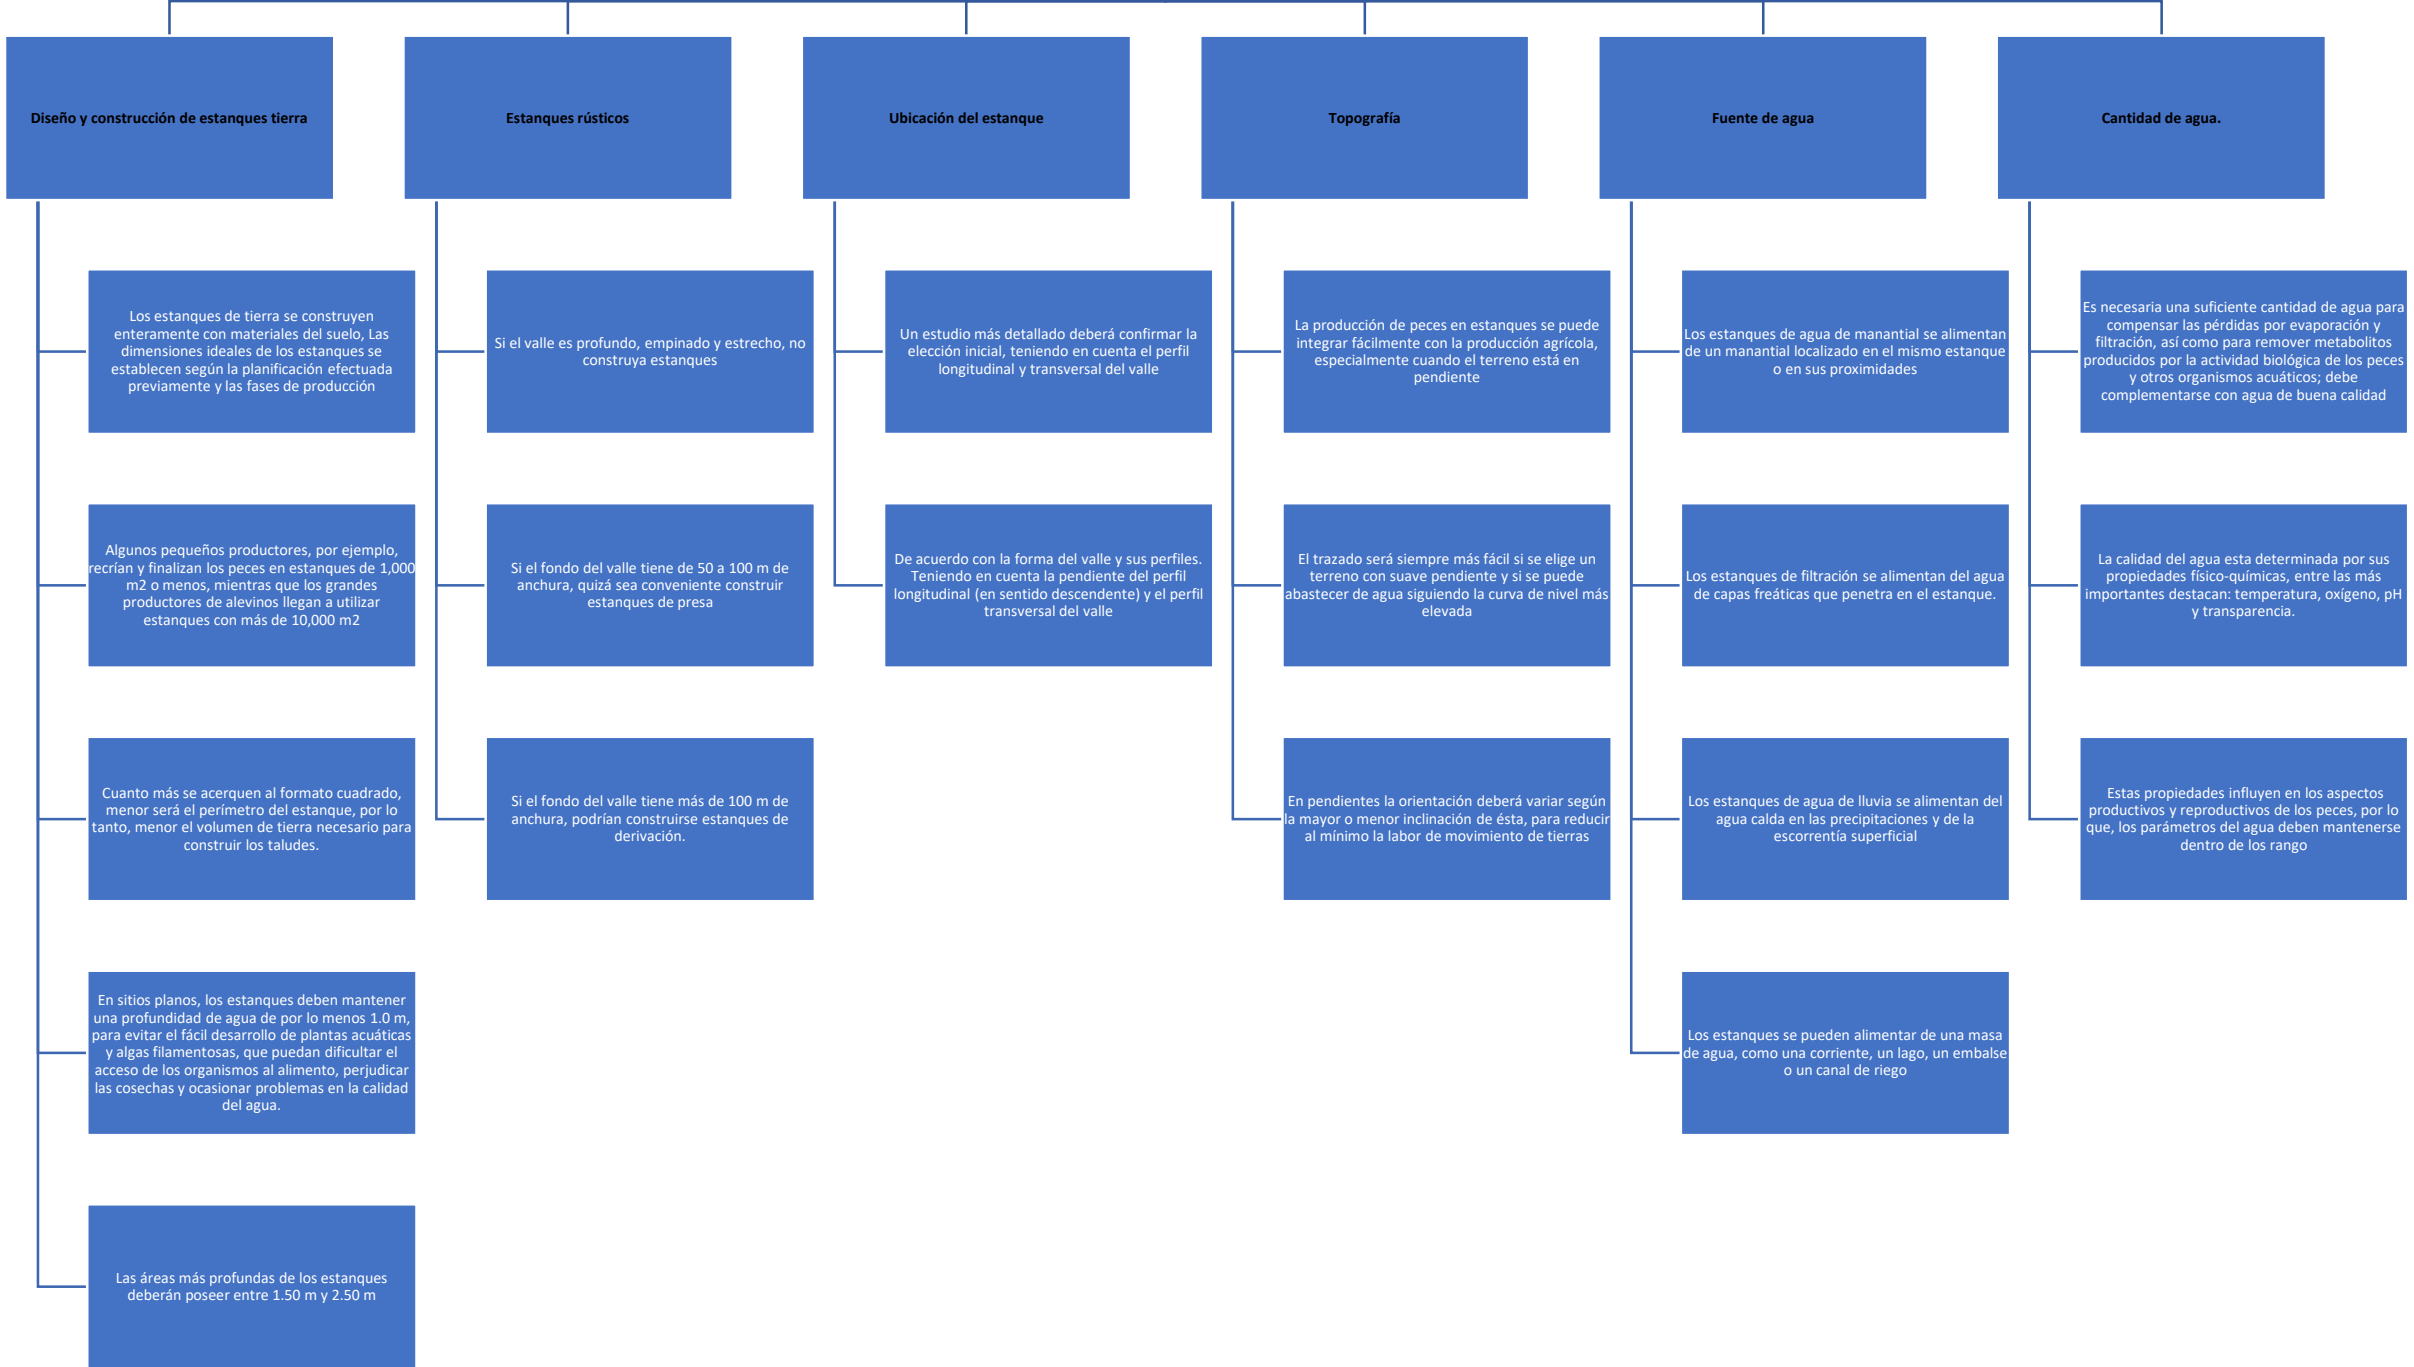 Diseño y construcción de estanques tierra
Los estanques de tierra se construyen
enteramente con materiales del suelo, Las
dimensiones ideales de los estanques se
establecen según la planificación efectuada
previamente y las fases de producción
Algunos pequeños productores, por ejemplo,
recrían y finalizan los peces en estanques de 1,000
m2 o menos, mientras que los grandes
productores de alevinos llegan a utilizar
estanques con más de 10,000 m2
Cuanto más se acerquen al formato cuadrado,
menor será el perímetro del estanque, por lo
tanto, menor el volumen de tierra necesario para
construir los taludes.
En sitios planos, los estanques deben mantener
una profundidad de agua de por lo menos 1.0 m,
para evitar el fácil desarrollo de plantas acuáticas
y algas filamentosas, que puedan dificultar el
acceso de los organismos al alimento, perjudicar
las cosechas y ocasionar problemas en la calidad
del agua.
Las áreas más profundas de los estanques
deberán poseer entre 1.50 m y 2.50 m
Estanques rústicos
Si el valle es profundo, empinado y estrecho, no
construya estanques
Si el fondo del valle tiene de 50 a 100 m de
anchura, quizá sea conveniente construir
estanques de presa
Si el fondo del valle tiene más de 100 m de
anchura, podrían construirse estanques de
derivación.
Ubicación del estanque
Un estudio más detallado deberá confirmar la
elección inicial, teniendo en cuenta el perfil
longitudinal y transversal del valle
De acuerdo con la forma del valle y sus perfiles.
Teniendo en cuenta la pendiente del perfil
longitudinal (en sentido descendente) y el perfil
transversal del valle
Topografía
La producción de peces en estanques se puede
integrar fácilmente con la producción agrícola,
especialmente cuando el terreno está en
pendiente
El trazado será siempre más fácil si se elige un
terreno con suave pendiente y si se puede
abastecer de agua siguiendo la curva de nivel más
elevada
En pendientes la orientación deberá variar según
la mayor o menor inclinación de ésta, para reducir
al mínimo la labor de movimiento de tierras
Fuente de agua
Los estanques de agua de manantial se alimentan
de un manantial localizado en el mismo estanque
o en sus proximidades
Los estanques de filtración se alimentan del agua
de capas freáticas que penetra en el estanque.
Los estanques de agua de lluvia se alimentan del
agua calda en las precipitaciones y de la
escorrentía superficial
Los estanques se pueden alimentar de una masa
de agua, como una corriente, un lago, un embalse
o un canal de riego
Cantidad de agua.
Es necesaria una suficiente cantidad de agua para
compensar las pérdidas por evaporación y
filtración, así como para remover metabolitos
producidos por la actividad biológica de los peces
y otros organismos acuáticos; debe
complementarse con agua de buena calidad
La calidad del agua esta determinada por sus
propiedades físico-químicas, entre las más
importantes destacan: temperatura, oxígeno, pH
y transparencia.
Estas propiedades influyen en los aspectos
productivos y reproductivos de los peces, por lo
que, los parámetros del agua deben mantenerse
dentro de los rango